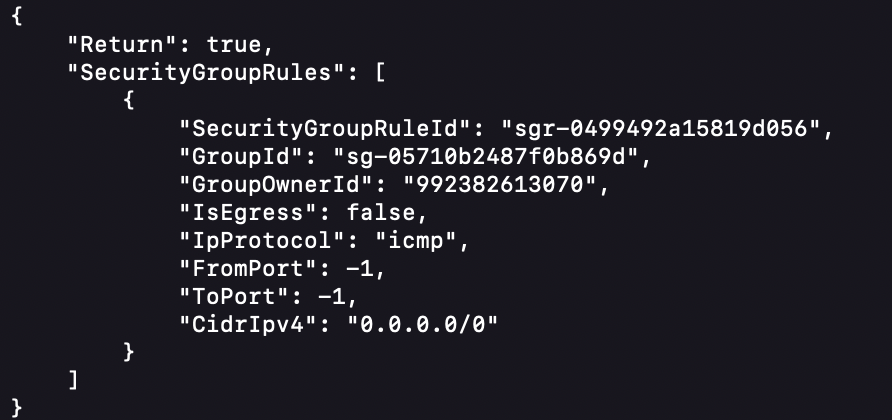 {
    "Return": true,
    "SecurityGroupRules": [
        {
            "SecurityGroupRuleId": "sgr-0499492a15819d056",
            "GroupId": "sg-05710b2487f0b869d",
            "GroupOwnerId": "992382613070",
            "IsEgress": false,
            "IpProtocol": "icmp",
            "FromPort": -1,
            "ToPort": -1,
            "CidrIpv4": "0.0.0.0/0"
        }
    ]
}